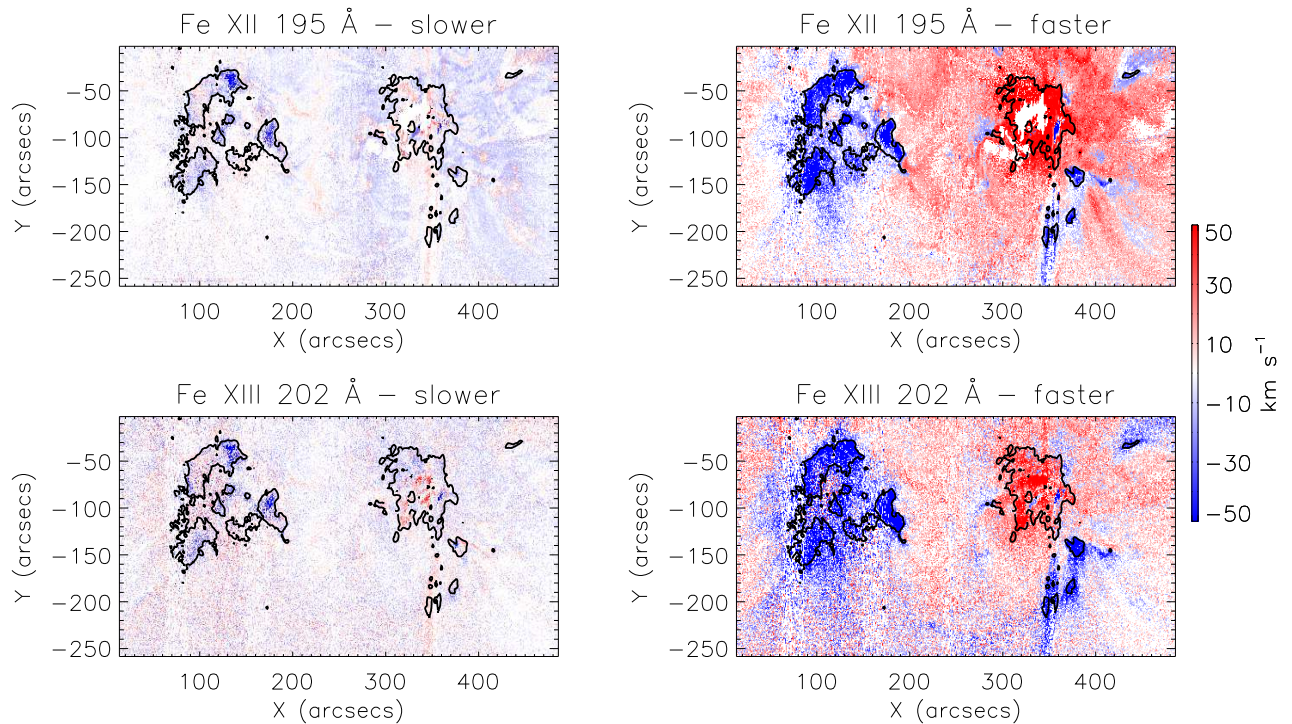 Fe XII 195 Å – slower
Fe XII 195 Å – faster
−50
−100
−150
−200
−250
Y (arcsecs)
100 200 300 400
X (arcsecs)
−50
−100
−150
−200
−250
Y (arcsecs)
100 200 300 400
X (arcsecs)
50
30
10
−10
−30
−50
km s⁻¹
Fe XIII 202 Å – slower
Fe XIII 202 Å – faster
−50
−100
−150
−200
−250
Y (arcsecs)
100 200 300 400
X (arcsecs)
−50
−100
−150
−200
−250
Y (arcsecs)
100 200 300 400
X (arcsecs)